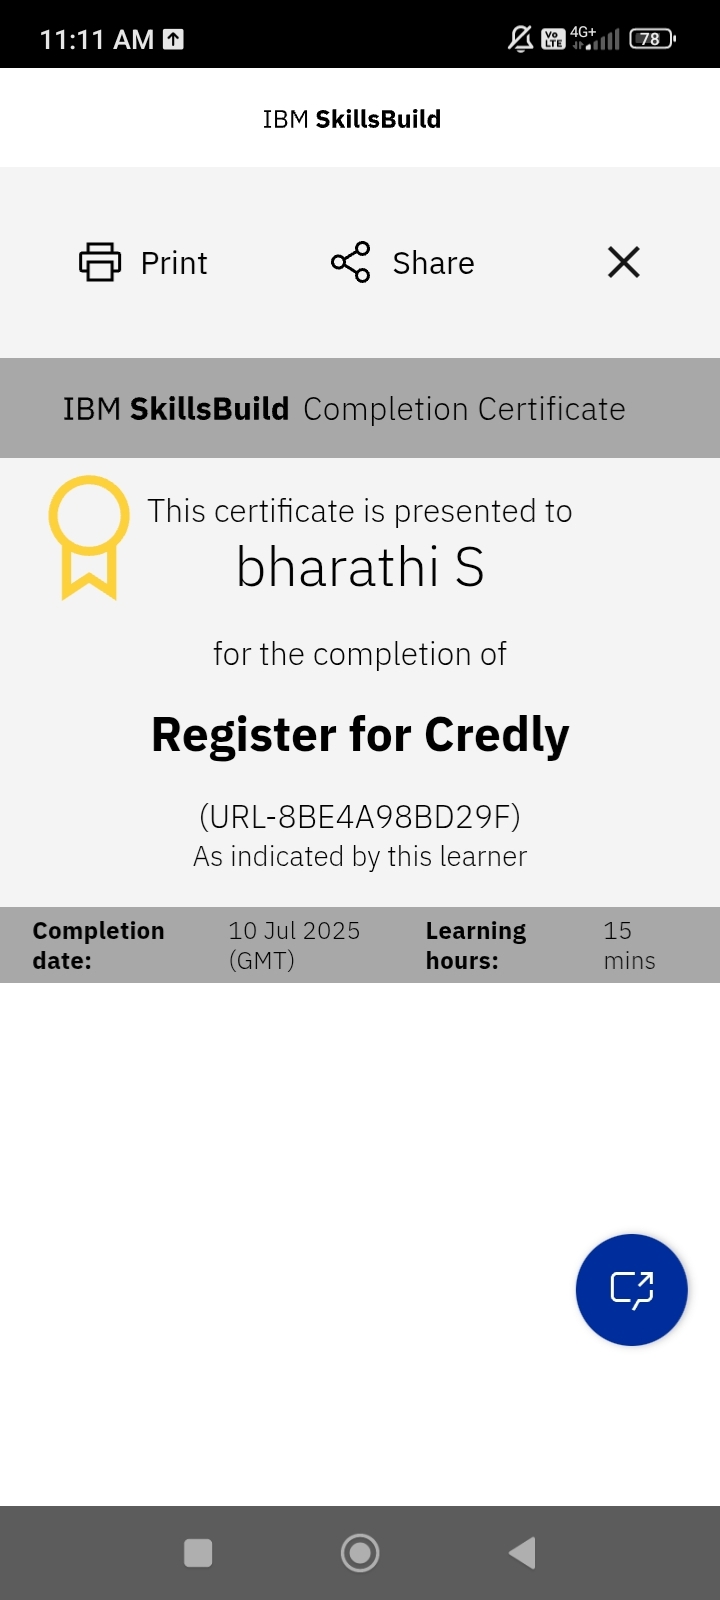 11:11 AM
Vo LTE 4G+ 78
IBM SkillsBuild
Print Share
IBM SkillsBuild Completion Certificate
This certificate is presented to
bharathi S
for the completion of
Register for Credly
(URL-8BE4A98BD29F)
As indicated by this learner
Completion date: 10 Jul 2025 (GMT) Learning hours: 15 mins